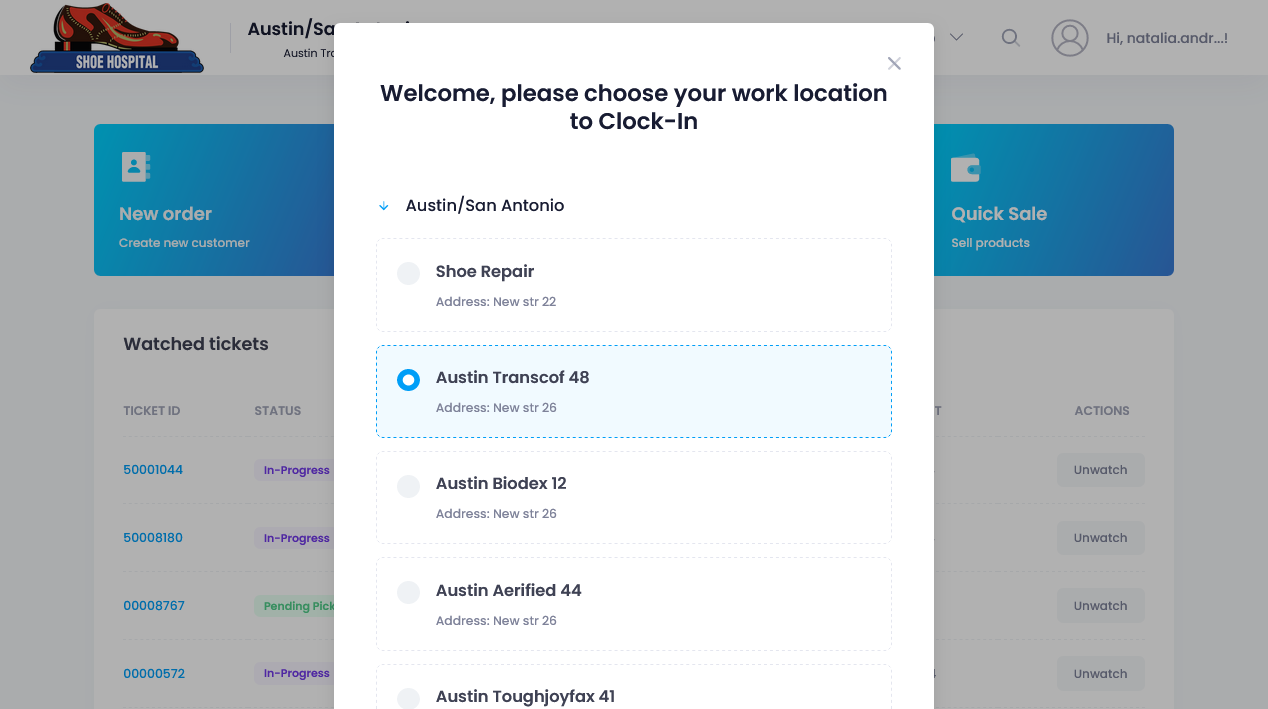 SHOE HOSPITAL
Austin/Sa
Austin Tra
Hi, natalia.andr...!
Welcome, please choose your work location
to Clock-In
Austin/San Antonio
Shoe Repair
Address: New str 22
Austin Transcof 48
Address: New str 26
Austin Biodex 12
Address: New str 26
Austin Aerified 44
Address: New str 26
Austin Toughjoyfax 41
New order
Create new customer
Quick Sale
Sell products
Watched tickets
TICKET ID
STATUS
ACTIONS
50001044
In-Progress
Unwatch
50008180
In-Progress
Unwatch
00008767
Pending Pick
Unwatch
00000572
In-Progress
Unwatch